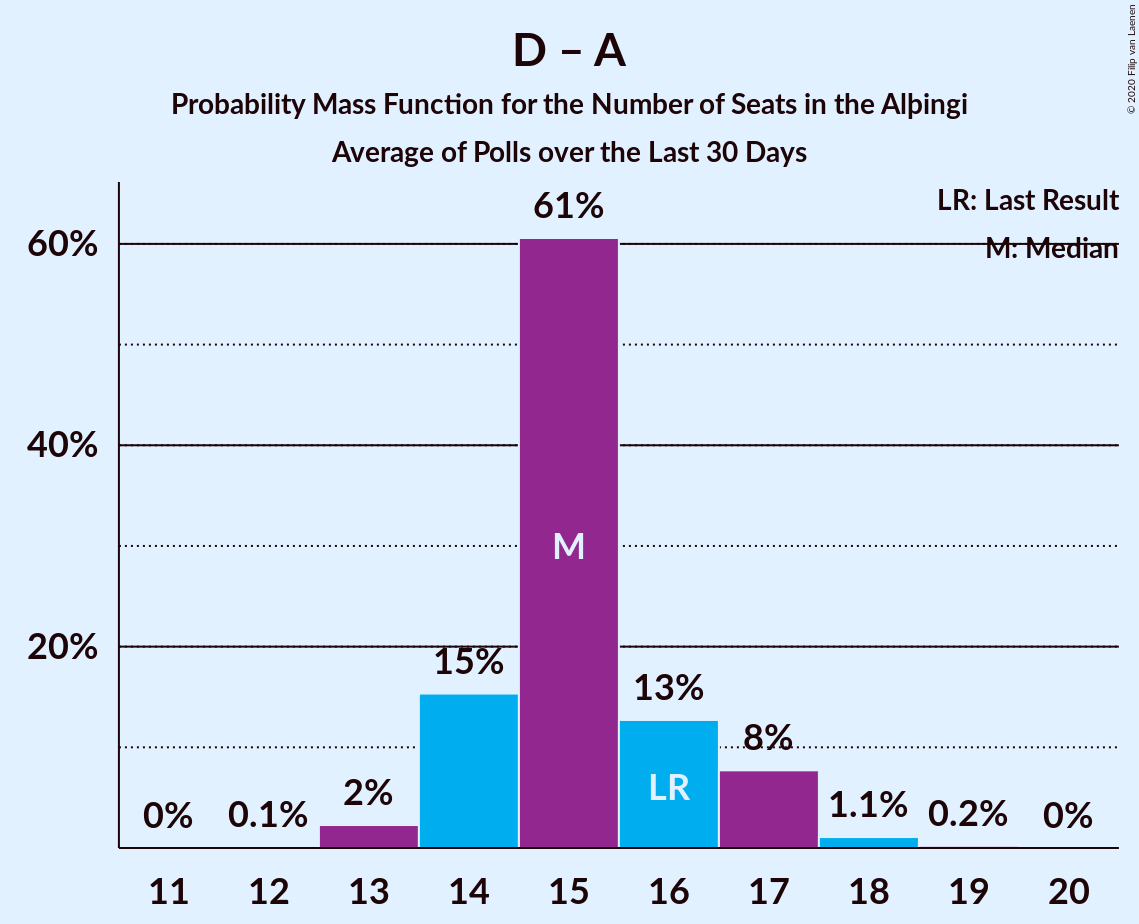 D – A
Probability Mass Function for the Number of Seats in the Alþingi
Average of Polls over the Last 30 Days
© 2020 Filip van Laenen
LR: Last Result
M: Median
60%
40%
20%
0%
0.1%
2%
15%
61%
M
13%
LR
8%
1.1%
0.2%
0%
11 12 13 14 15 16 17 18 19 20